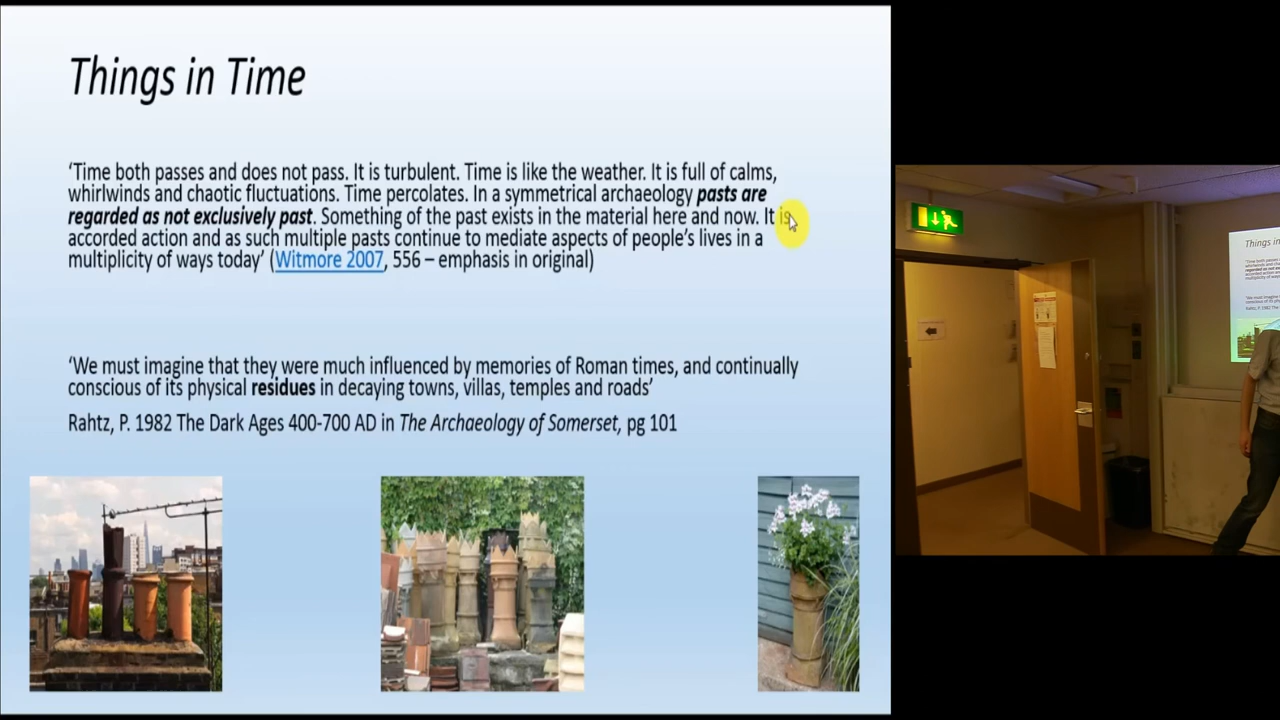 Things in Time
‘Time both passes and does not pass. It is turbulent. Time is like the weather. It is full of calms,
whirlwinds and chaotic fluctuations. Time percolates. In a symmetrical archaeology pasts are
regarded as not exclusively past. Something of the past exists in the material here and now. It is
accorded action and as such multiple pasts continue to mediate aspects of people’s lives in a
multiplicity of ways today’ (Witmore 2007, 556 – emphasis in original)
‘We must imagine that they were much influenced by memories of Roman times, and continually
conscious of its physical residues in decaying towns, villas, temples and roads’
Rahtz, P. 1982 The Dark Ages 400-700 AD in The Archaeology of Somerset, pg 101
Things in